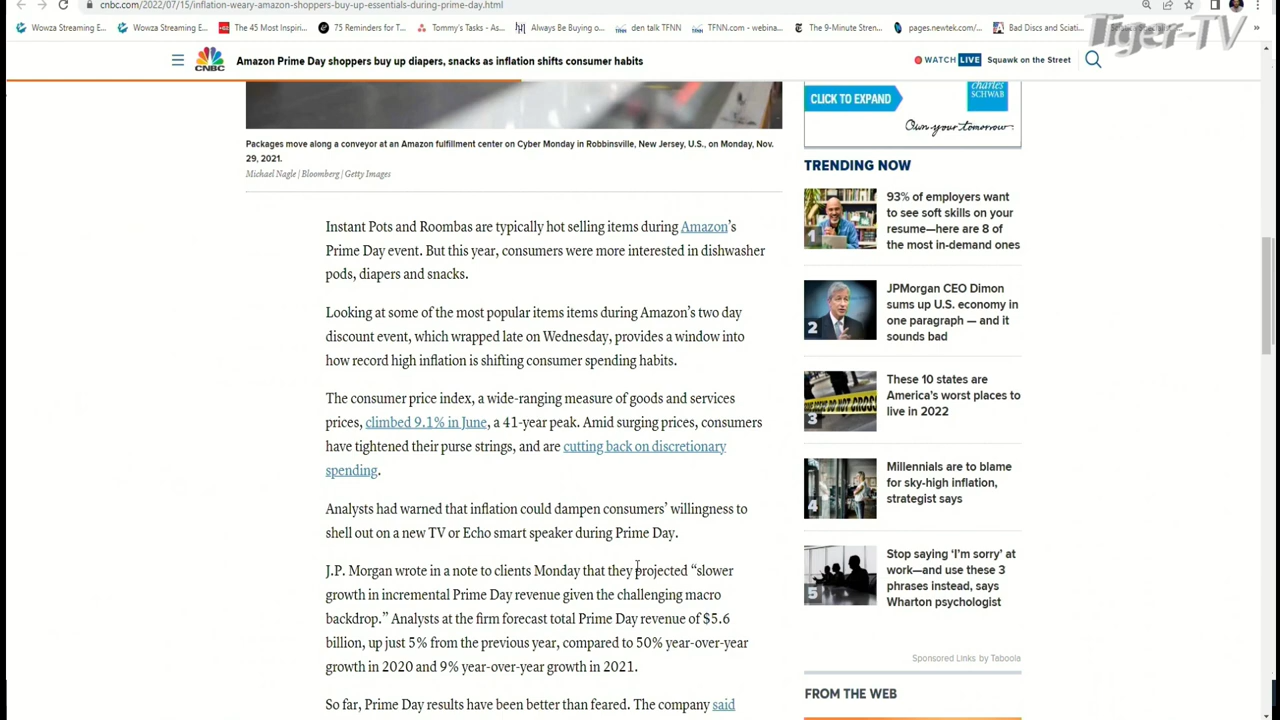 cnbc.com/2022/07/15/inflation-weary-amazon-shoppers-buy-up-essentials-during-prime-day.html
Wowza Streaming E...
Wowza Streaming E...
The 45 Most Inspiri...
75 Reminders for T...
Tommy's Tasks - As...
Always Be Buying o...
den talk TFNN
TFNN.com - webina...
The 9-Minute Stren...
pages.newtek.com/...
Bad Discs and Sciati...
Tiger-TV
CNBC
Amazon Prime Day shoppers buy up diapers, snacks as inflation shifts consumer habits
WATCH LIVE
Squawk on the Street
Packages move along a conveyor at an Amazon fulfillment center on Cyber Monday in Robbinsville, New Jersey, U.S., on Monday, Nov.
29, 2021.
Michael Nagle | Bloomberg | Getty Images
Instant Pots and Roombas are typically hot selling items during Amazon's
Prime Day event. But this year, consumers were more interested in dishwasher
pods, diapers and snacks.
Looking at some of the most popular items items during Amazon's two day
discount event, which wrapped late on Wednesday, provides a window into
how record high inflation is shifting consumer spending habits.
The consumer price index, a wide-ranging measure of goods and services
prices, climbed 9.1% in June, a 41-year peak. Amid surging prices, consumers
have tightened their purse strings, and are cutting back on discretionary
spending.
Analysts had warned that inflation could dampen consumers' willingness to
shell out on a new TV or Echo smart speaker during Prime Day.
J.P. Morgan wrote in a note to clients Monday that they projected “slower
growth in incremental Prime Day revenue given the challenging macro
backdrop.” Analysts at the firm forecast total Prime Day revenue of $5.6
billion, up just 5% from the previous year, compared to 50% year-over-year
growth in 2020 and 9% year-over-year growth in 2021.
So far, Prime Day results have been better than feared. The company said
CLICK TO EXPAND
charles
SCHWAB
Own your tomorrow.
TRENDING NOW
1
93% of employers want
to see soft skills on your
resume—here are 8 of
the most in-demand ones
2
JPMorgan CEO Dimon
sums up U.S. economy in
one paragraph — and it
sounds bad
3
These 10 states are
America's worst places to
live in 2022
4
Millennials are to blame
for sky-high inflation,
strategist says
5
Stop saying ‘I'm sorry’ at
work—and use these 3
phrases instead, says
Wharton psychologist
Sponsored Links by Taboola
FROM THE WEB